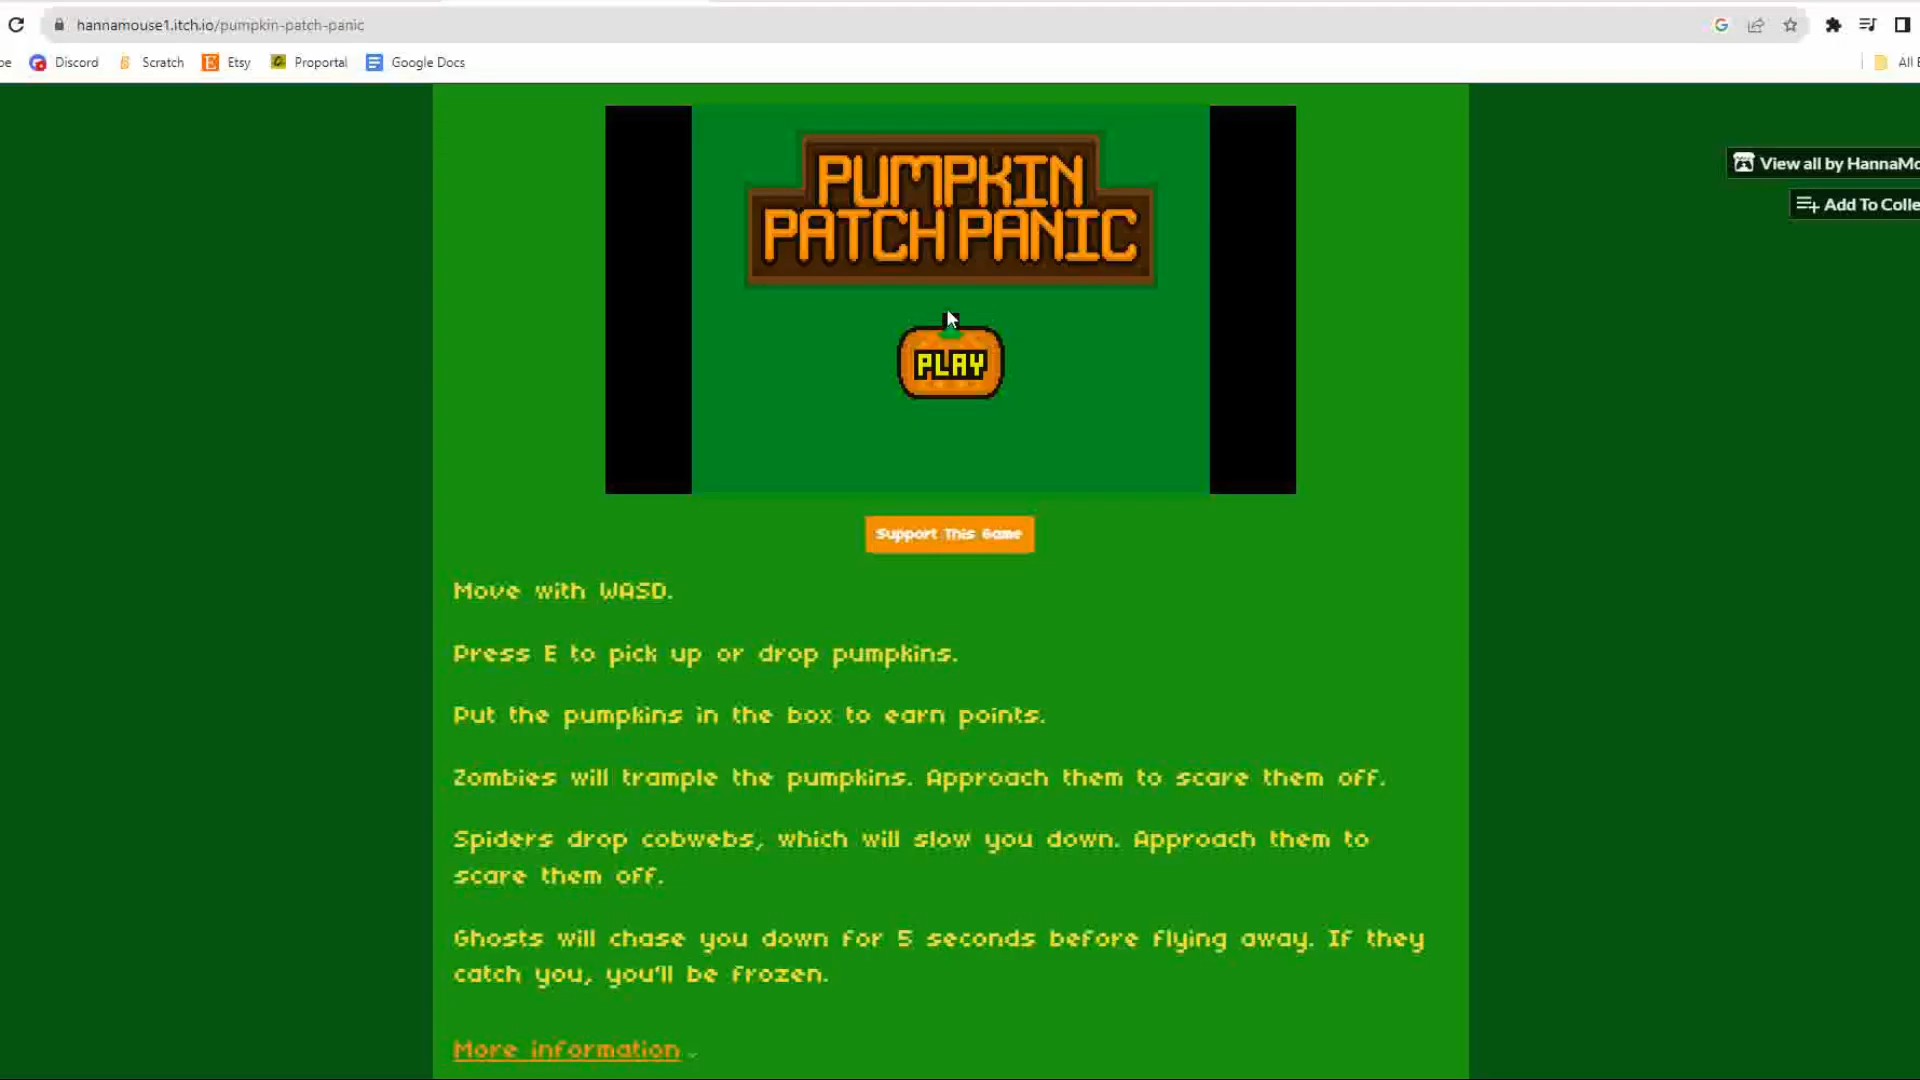 hannamouse1.itch.io/pumpkin-patch-panic
be Discord Scratch Etsy Proportal Google Docs All B
PUMPKIN
PATCH PANIC
View all by HannaMo
Add To Colle
PLAY
Support This Game
Move with WASD.
Press E to pick up or drop pumpkins.
Put the pumpkins in the box to earn points.
Zombies will trample the pumpkins. Approach them to scare them off.
Spiders drop cobwebs, which will slow you down. Approach them to
scare them off.
Ghosts will chase you down for 5 seconds before flying away. If they
catch you, you'll be frozen.
More information